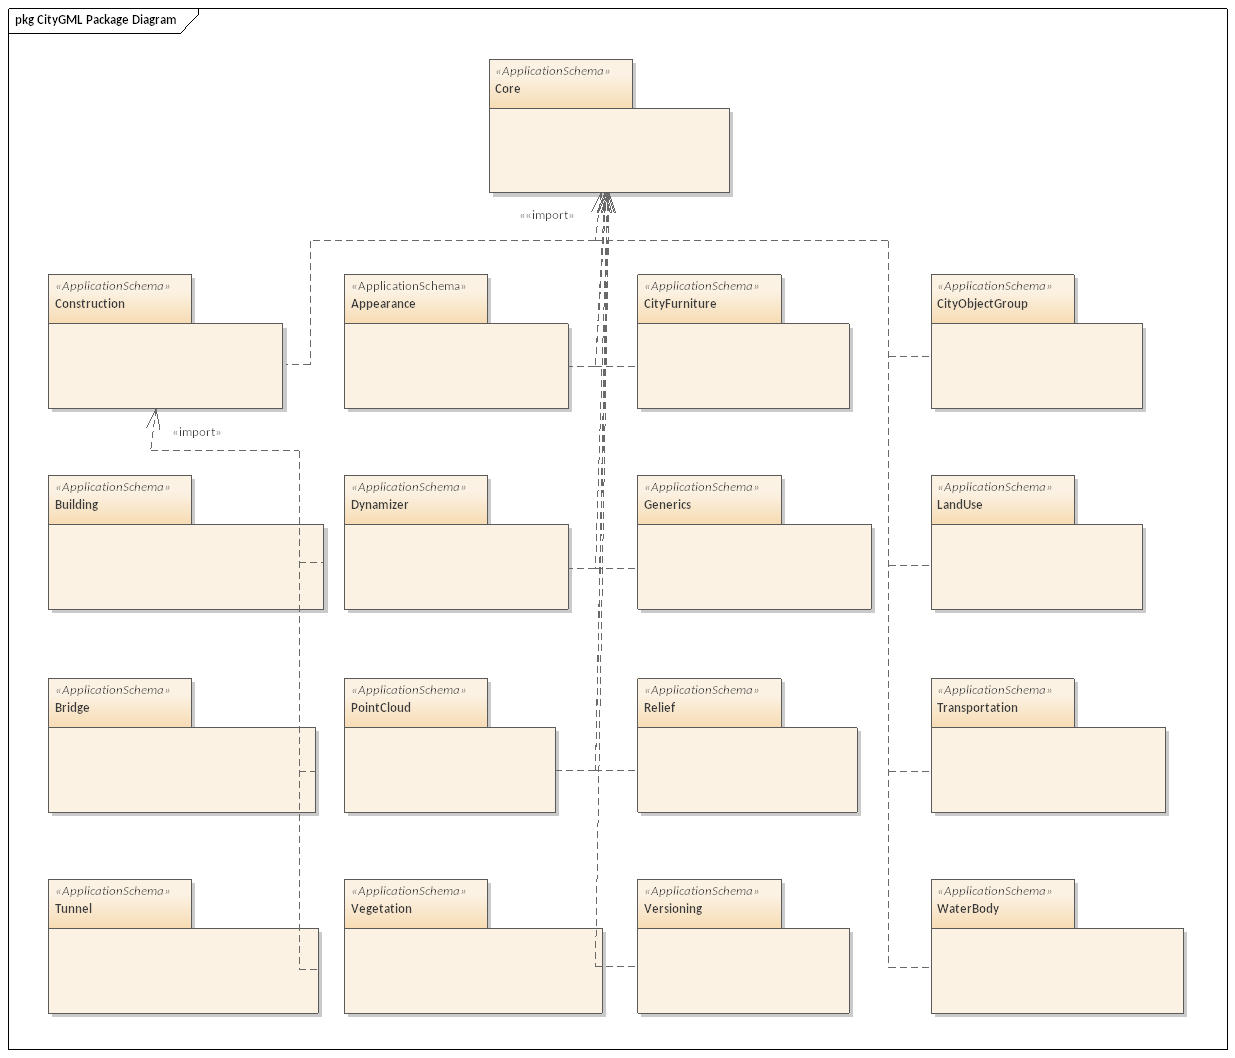 pkg CityGML Package Diagram
«ApplicationSchema»
Core
««import»
«ApplicationSchema»
Construction
«ApplicationSchema»
Appearance
«ApplicationSchema»
CityFurniture
«ApplicationSchema»
CityObjectGroup
«import»
«ApplicationSchema»
Building
«ApplicationSchema»
Dynamizer
«ApplicationSchema»
Generics
«ApplicationSchema»
LandUse
«ApplicationSchema»
Bridge
«ApplicationSchema»
PointCloud
«ApplicationSchema»
Relief
«ApplicationSchema»
Transportation
«ApplicationSchema»
Tunnel
«ApplicationSchema»
Vegetation
«ApplicationSchema»
Versioning
«ApplicationSchema»
WaterBody